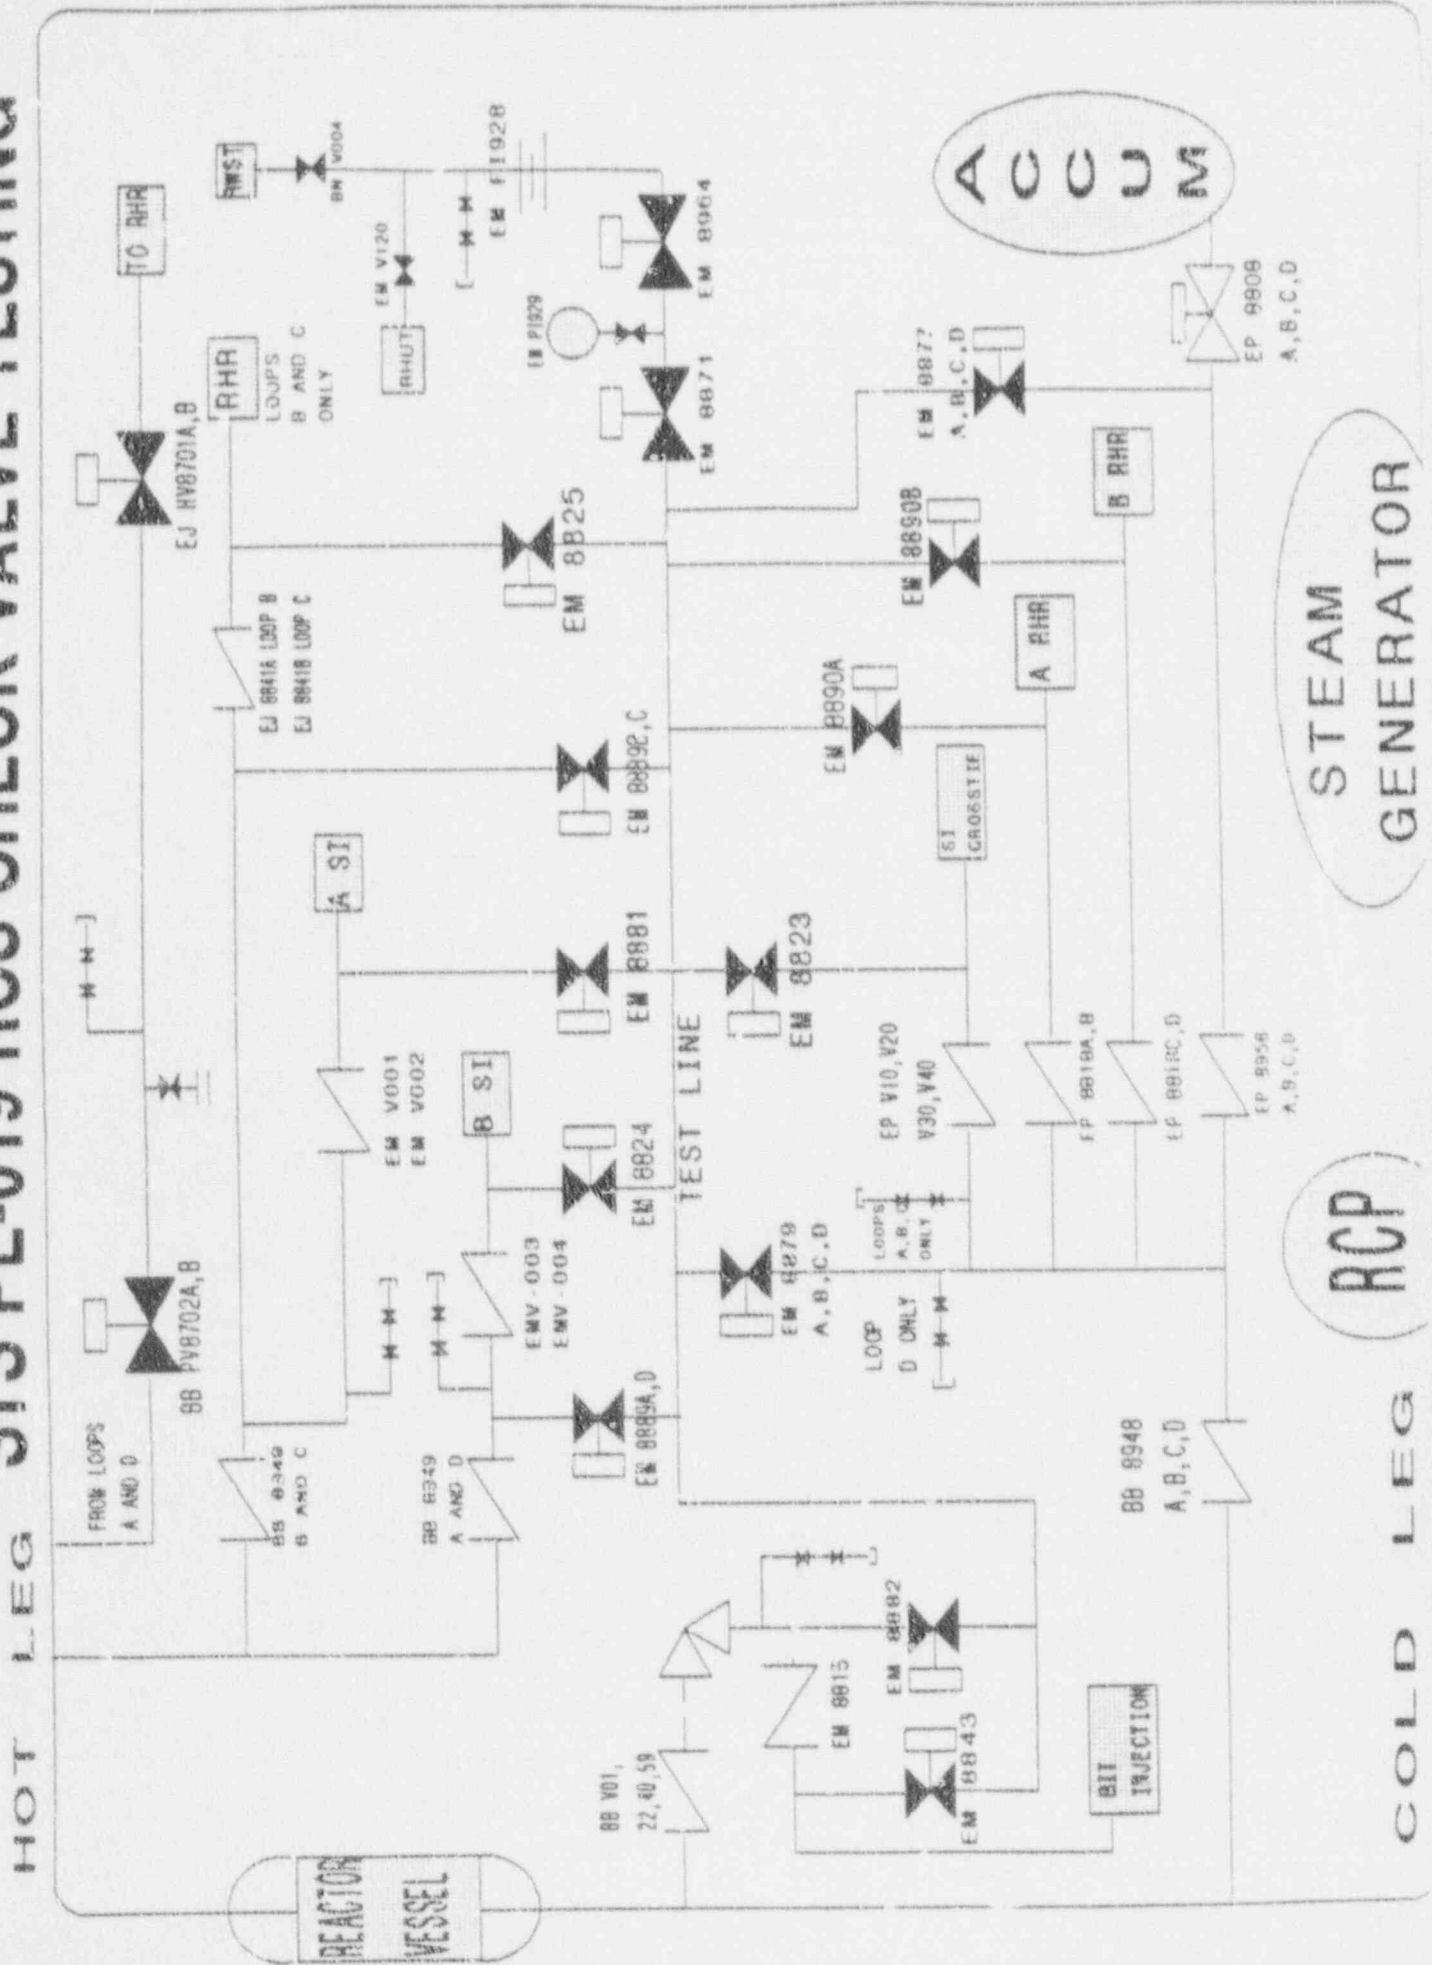 HOT LEG
TO RHR
RWST
BN V004
EM V120
RHUT
EM FI928
EM PI929
EM 8964
EM 8871
RHR
LOOPS
B AND C
ONLY
EJ HV8701A,B
EM 8825
EJ 8841A LOOP B
EJ 8841B LOOP C
EM 8889B,C
A SI
EM 8881
EM V001
EM V002
B SI
EM 8824
TEST LINE
EM 8823
EMV-003
EMV-004
EM 8889A,D
BB PV8702A,B
FROM LOOPS
A AND D
BB 8949
B AND C
BB 8949
A AND D
ACCUM
EP 8808
A,B,C,D
A,B,C,D
EM 8890B
B RHR
A RHR
EM 8890A
SI
CROSSTIE
EP V10,V20
V30,V40
EP 8818A,B
EP 8818C,D
EP 8956
A,B,C,D
STEAM
GENERATOR
RCP
LOOPS
A,B,C
ONLY
LOOP
D ONLY
EM 8879
A,B,C,D
BB 8948
A,B,C,D
EM 8882
EM 8815
EM 8843
BIT
INJECTION
BB V01,
22,40,59
REACTOR
VESSEL
COLD LEG